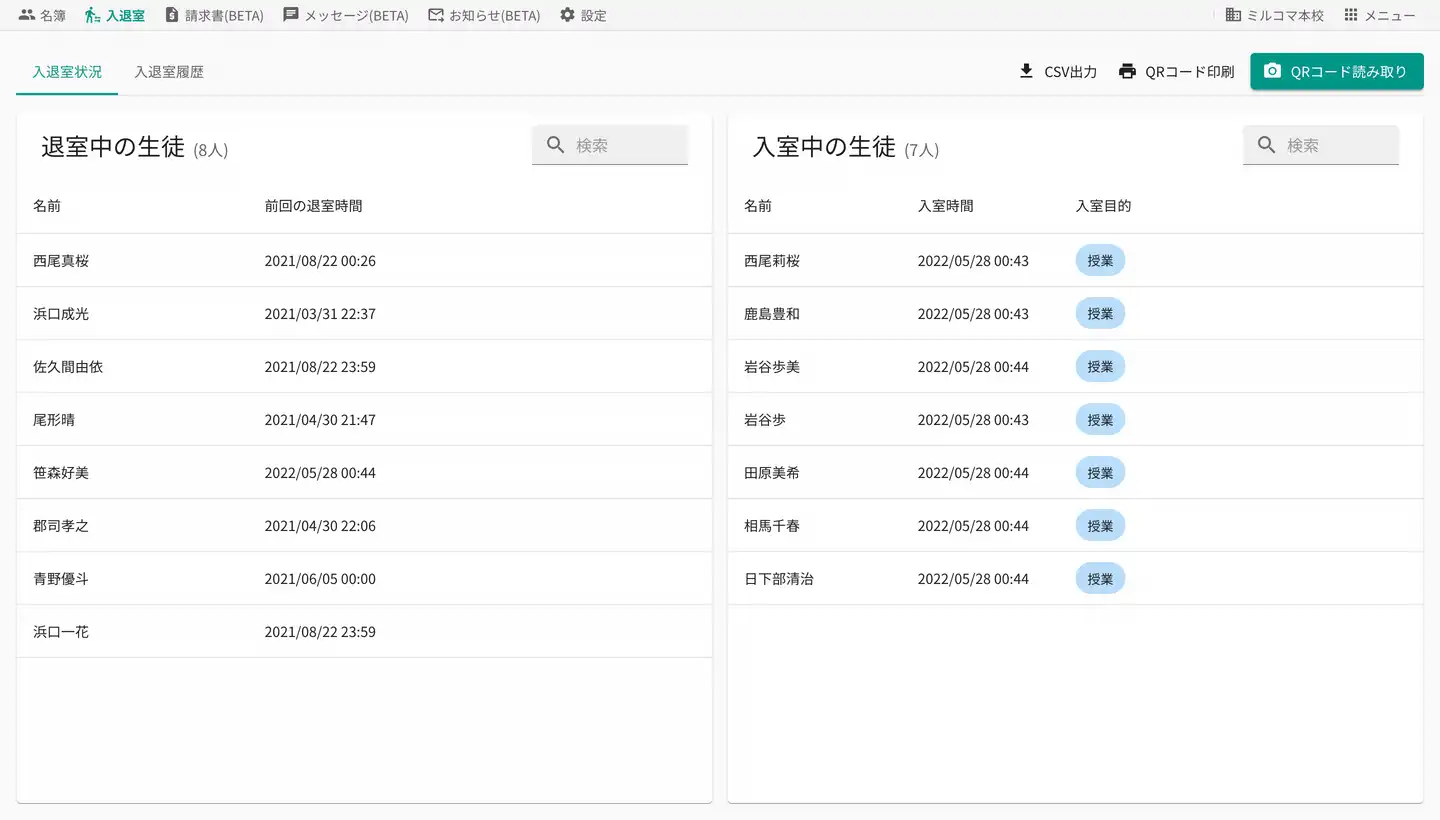 名簿 入退室 請求書(BETA) メッセージ(BETA) お知らせ(BETA) 設定 ミルコマ本校 メニュー
入退室状況 入退室履歴 CSV出力 QRコード印刷 QRコード読み取り
退室中の生徒 (8人) 検索
名前 前回の退室時間
西尾真桜 2021/08/22 00:26
浜口成光 2021/03/31 22:37
佐久間由依 2021/08/22 23:59
尾形晴 2021/04/30 21:47
笹森好美 2022/05/28 00:44
郡司孝之 2021/04/30 22:06
青野優斗 2021/06/05 00:00
浜口一花 2021/08/22 23:59
入室中の生徒 (7人) 検索
名前 入室時間 入室目的
西尾莉桜 2022/05/28 00:43 授業
鹿島豊和 2022/05/28 00:43 授業
岩谷歩美 2022/05/28 00:44 授業
岩谷歩 2022/05/28 00:43 授業
田原美希 2022/05/28 00:44 授業
相馬千春 2022/05/28 00:44 授業
日下部清治 2022/05/28 00:44 授業